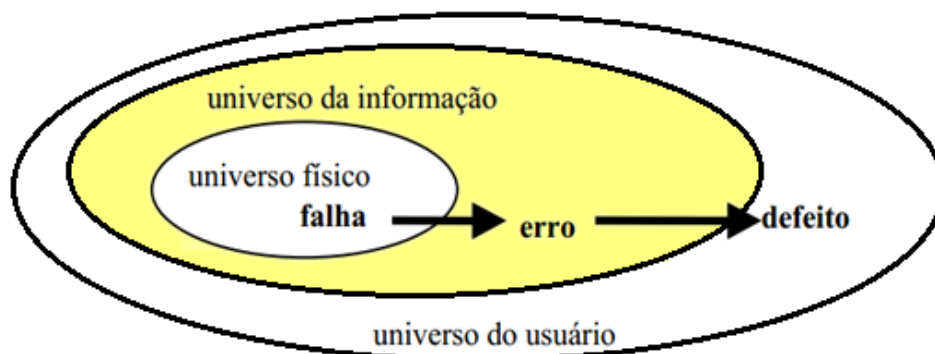 universo da informação
universo físico
falha
erro
defeito
universo do usuário